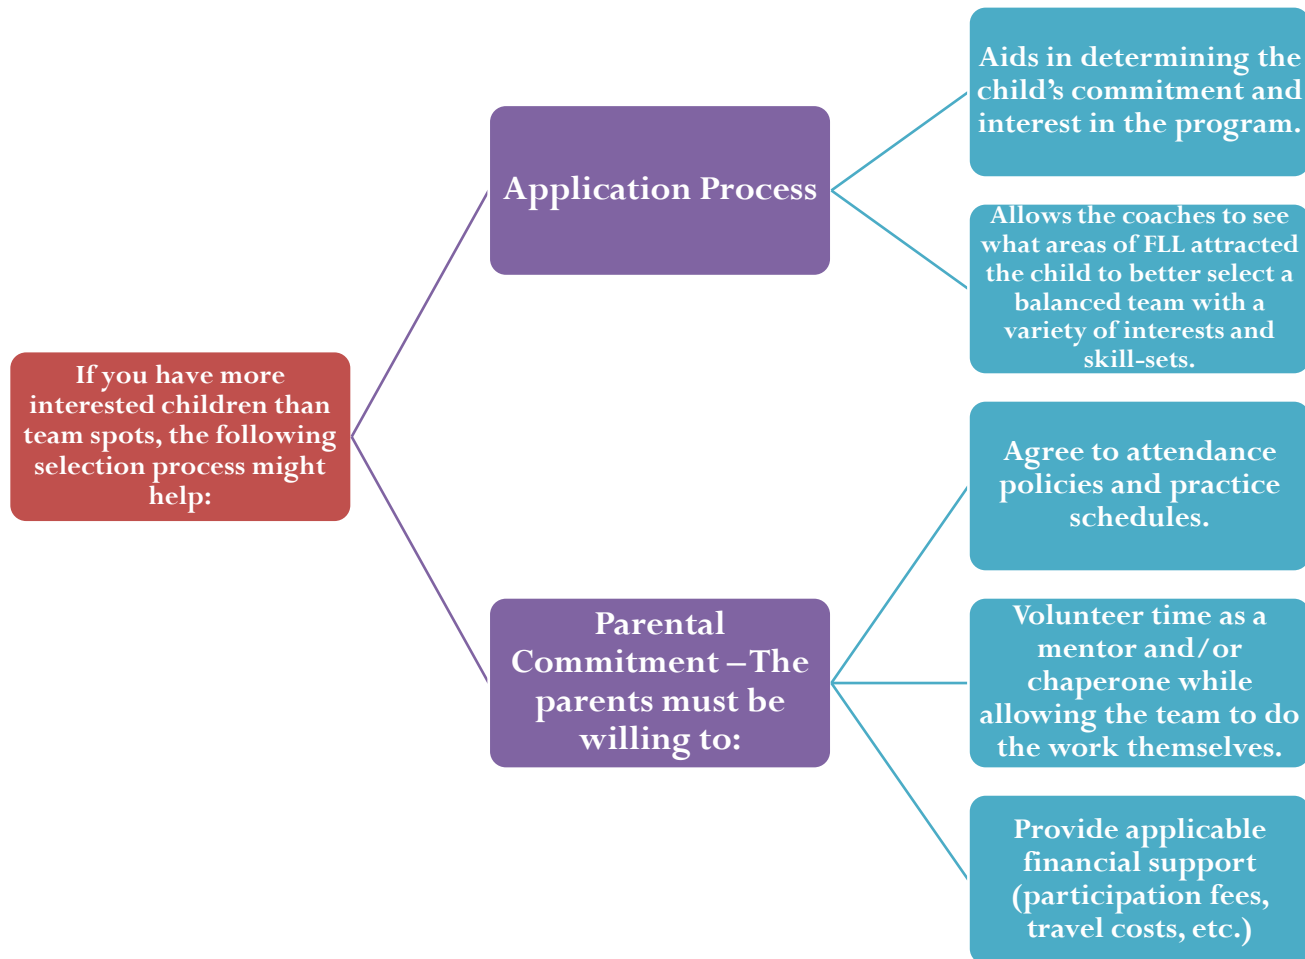 If you have more
interested children than
team spots, the following
selection process might
help:
Application Process
Aids in determining the
child’s commitment and
interest in the program.
Allows the coaches to see
what areas of FLL attracted
the child to better select a
balanced team with a
variety of interests and
skill-sets.
Parental
Commitment –The
parents must be
willing to:
Agree to attendance
policies and practice
schedules.
Volunteer time as a
mentor and/or
chaperone while
allowing the team to do
the work themselves.
Provide applicable
financial support
(participation fees,
travel costs, etc.)